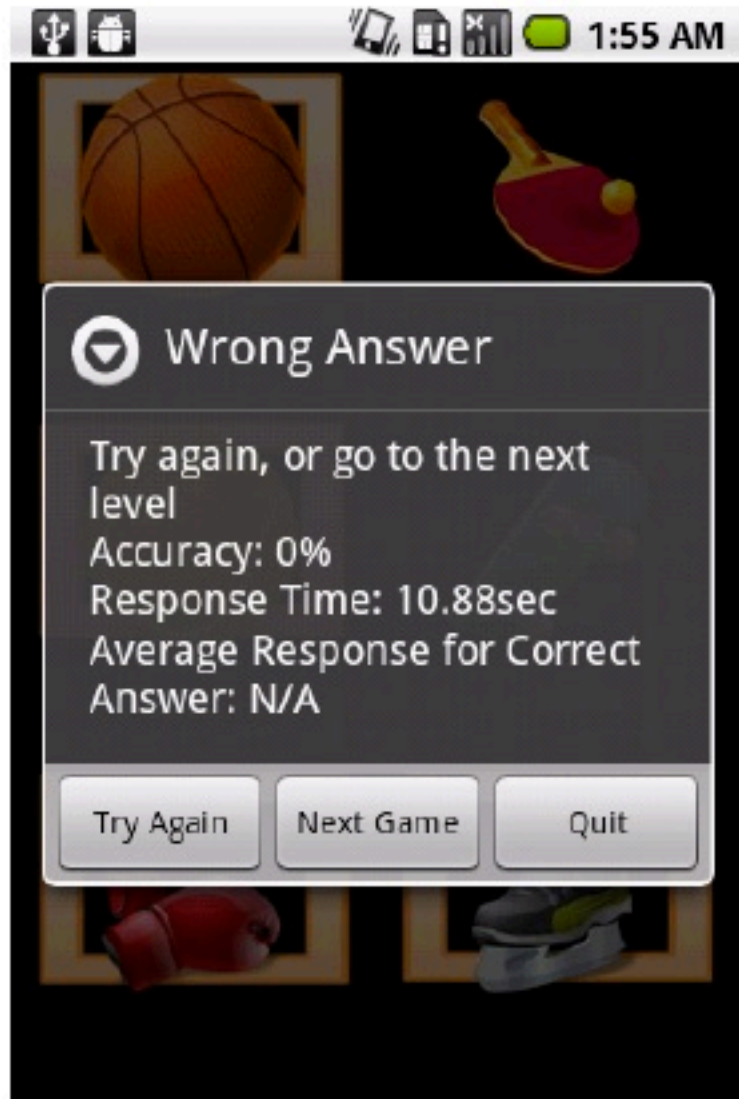 1:55 AM
Wrong Answer
Try again, or go to the next
level
Accuracy: 0%
Response Time: 10.88sec
Average Response for Correct
Answer: N/A
Try Again
Next Game
Quit